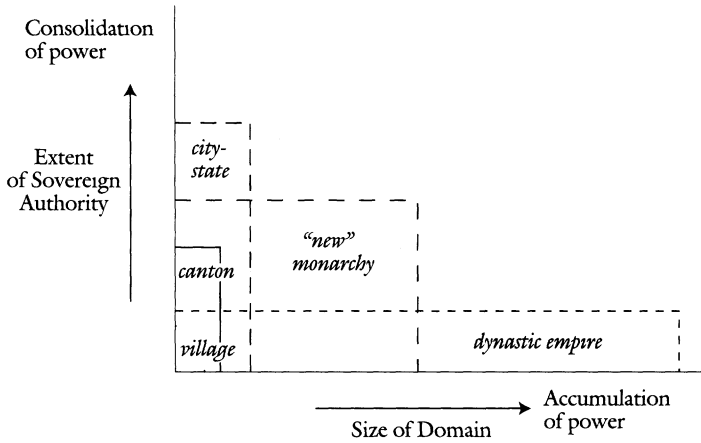 Consolidation
of power
Extent
of Sovereign
Authority
city-
state
"new"
monarchy
canton
village
dynastic empire
Accumulation
of power
Size of Domain